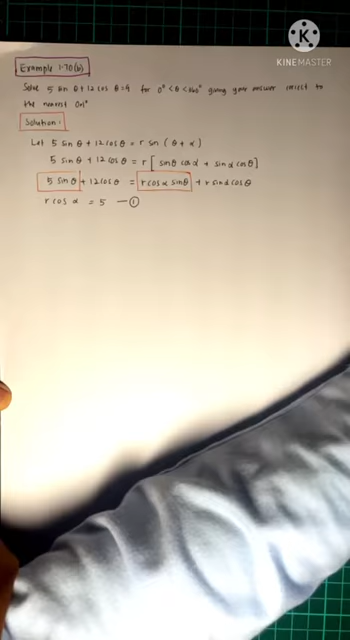 KINEMASTER
Example 1.70(b)
Solve 5 sin θ + 12 cos θ = 9 for 0° < θ < 360° giving your answer correct to
the nearest 0.1°
Solution:
Let 5 sin θ + 12 cos θ = r sin (θ + α)
5 sin θ + 12 cos θ = r [ sin θ cos α + sin α cos θ ]
5 sin θ + 12 cos θ = r cos α sin θ + r sin α cos θ
r cos α = 5 — ①